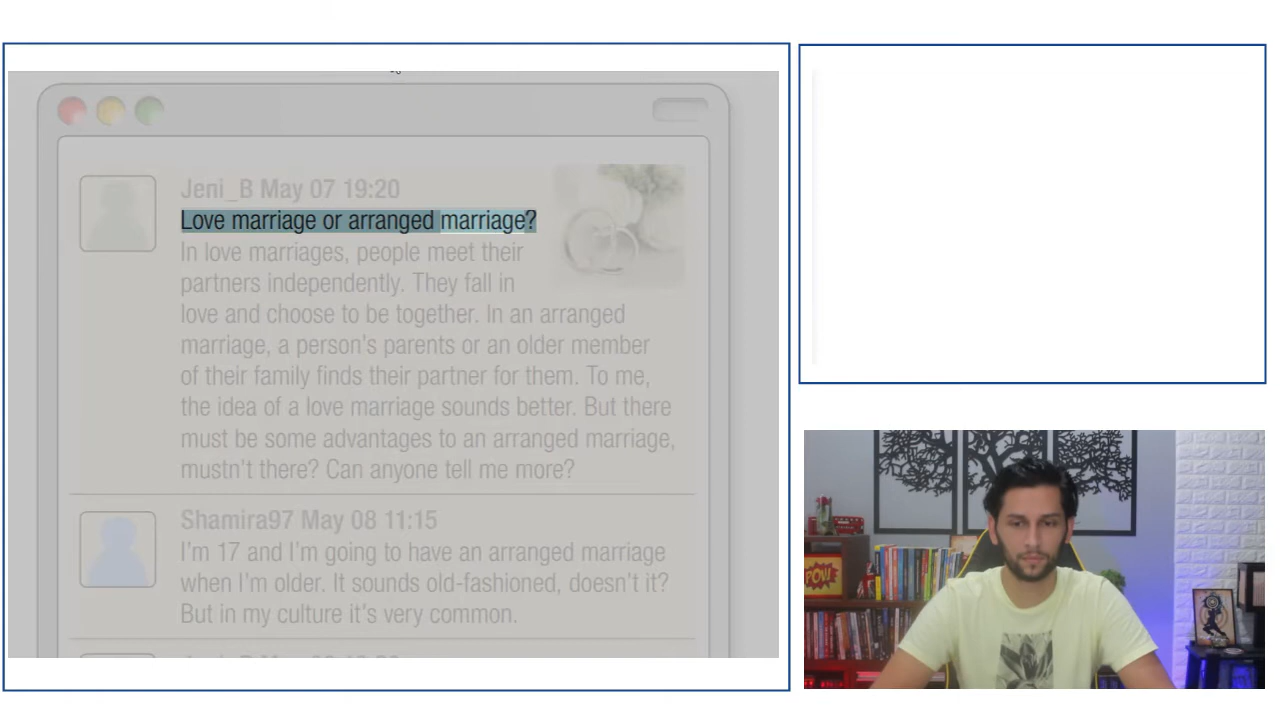 Jeni_B May 07 19:20
Love marriage or arranged marriage?
In love marriages, people meet their
partners independently. They fall in
love and choose to be together. In an arranged
marriage, a person's parents or an older member
of their family finds their partner for them. To me,
the idea of a love marriage sounds better. But there
must be some advantages to an arranged marriage,
mustn't there? Can anyone tell me more?
Shamira97 May 08 11:15
I'm 17 and I'm going to have an arranged marriage
when I'm older. It sounds old-fashioned, doesn't it?
But in my culture it's very common.
POW!